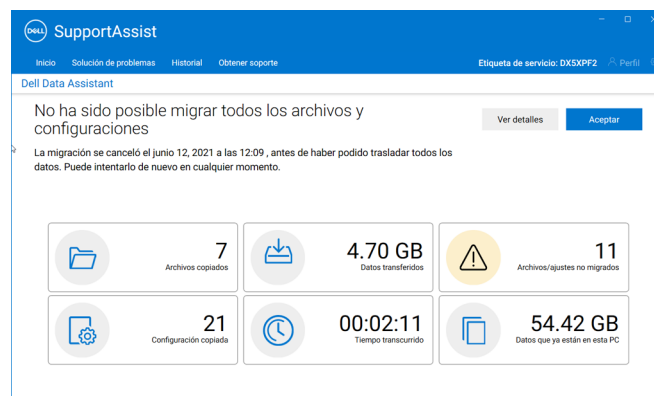 DELL SupportAssist
Inicio Solución de problemas Historial Obtener soporte Etiqueta de servicio: DX5XPF2 Perfil
Dell Data Assistant
No ha sido posible migrar todos los archivos y
configuraciones
Ver detalles Aceptar
La migración se canceló el junio 12, 2021 a las 12:09 , antes de haber podido trasladar todos los
datos. Puede intentarlo de nuevo en cualquier momento.
7
Archivos copiados
4.70 GB
Datos transferidos
11
Archivos/ajustes no migrados
21
Configuración copiada
00:02:11
Tiempo transcurrido
54.42 GB
Datos que ya están en esta PC